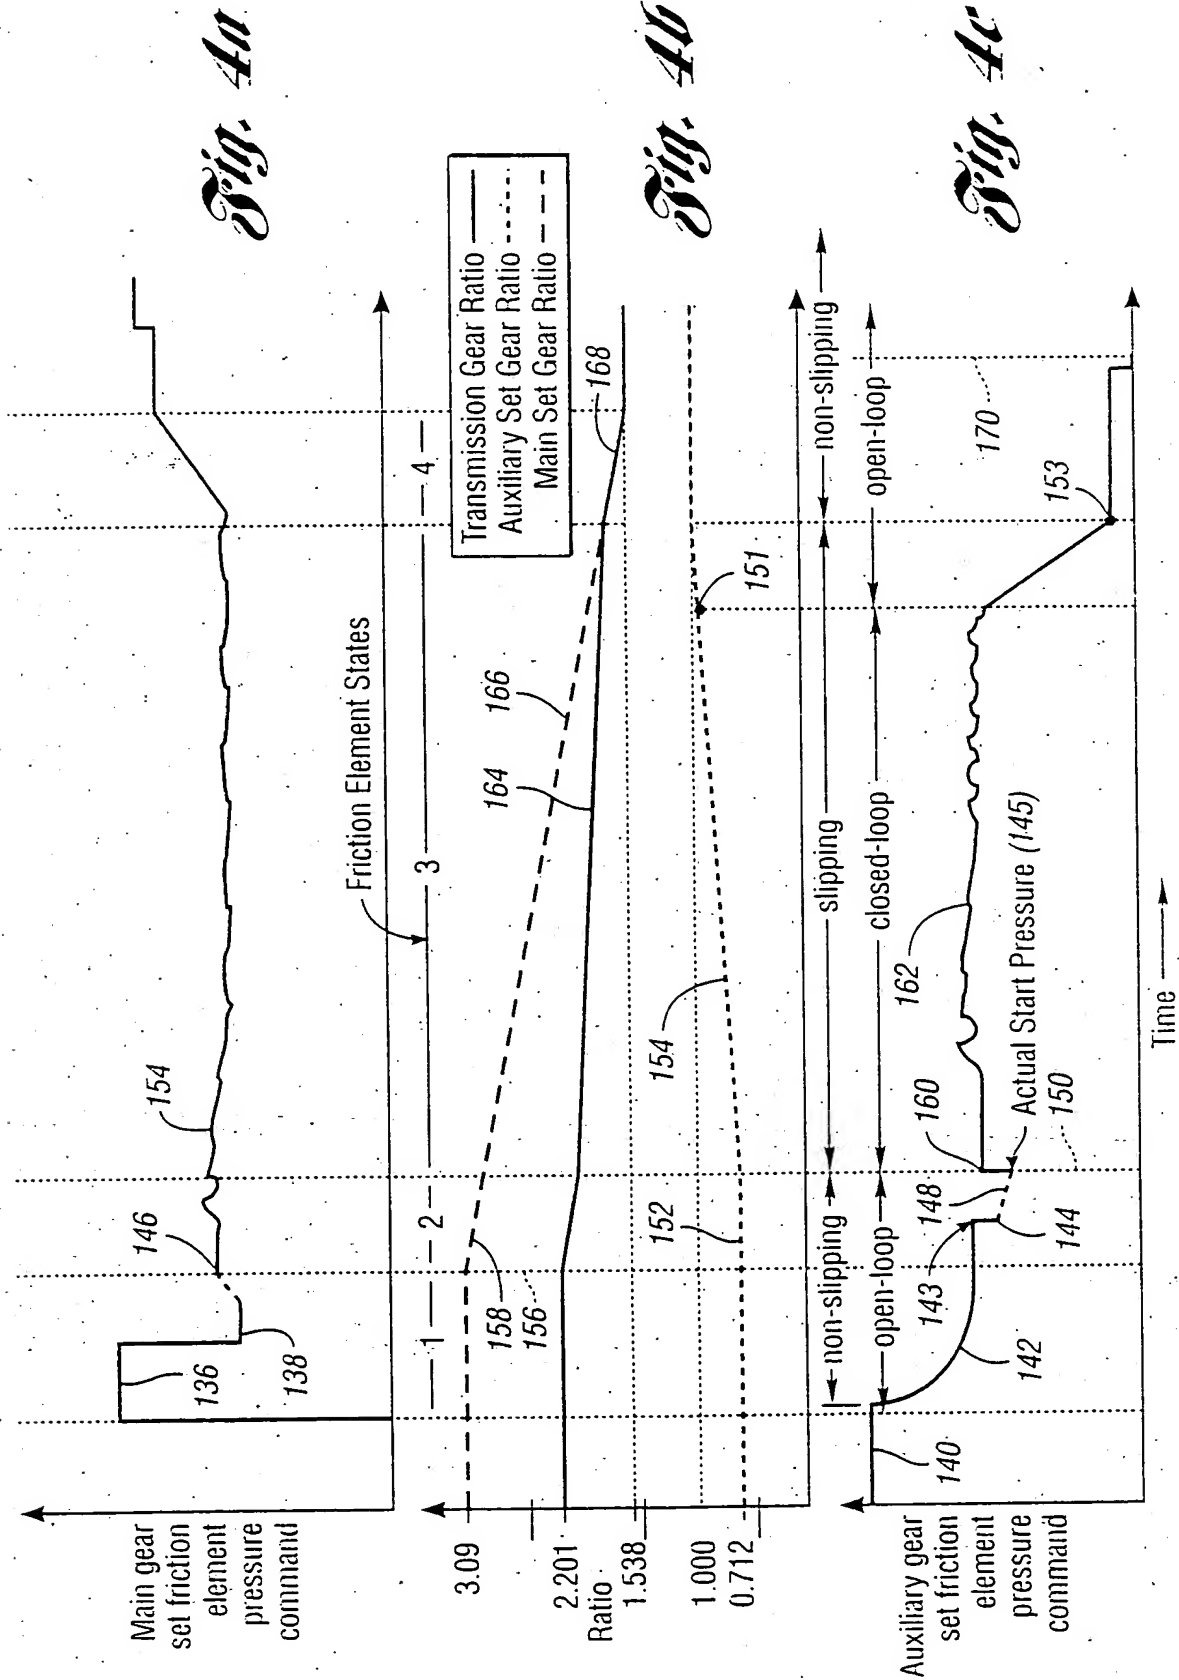 Fig. 4a
Main gear
set friction
element
pressure
command
136
138
146
154
Friction Element States
1
2
3
4
Fig. 4b
Transmission Gear Ratio
Auxiliary Set Gear Ratio
Main Set Gear Ratio
3.09
2.201
Ratio
1.538
1.000
0.712
158
156
152
154
164
166
151
168
Fig. 4c
non-slipping
slipping
non-slipping
open-loop
closed-loop
open-loop
Auxiliary gear
set friction
element
pressure
command
140
142
143
144
148
160
Actual Start Pressure (145)
150
162
153
170
Time